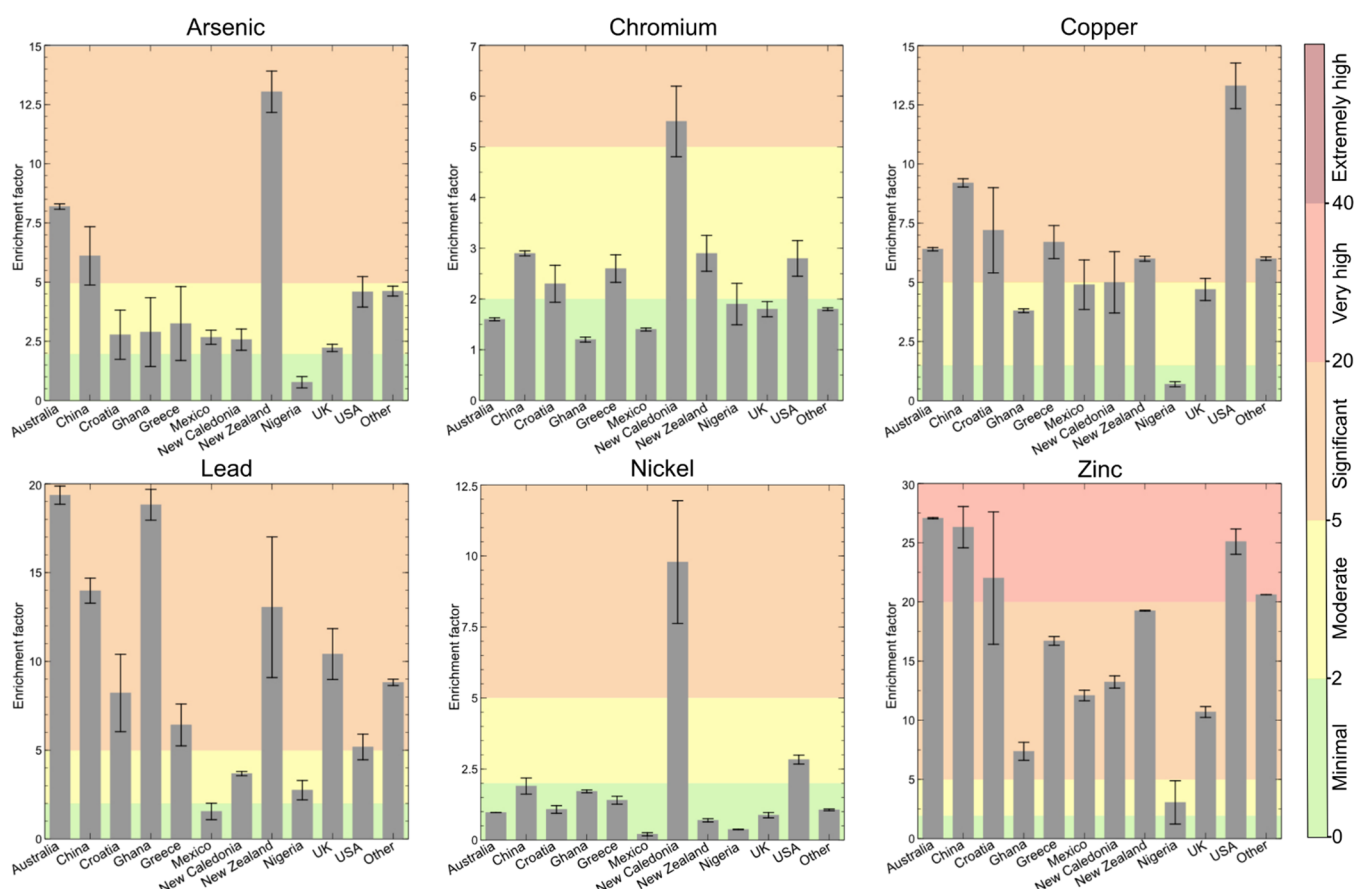 Arsenic
Enrichment factor
15
12.5
10
7.5
5
2.5
0
Australia
China
Croatia
Ghana
Greece
Mexico
New Caledonia
New Zealand
Nigeria
UK
USA
Other
Chromium
Enrichment factor
7
6
5
4
3
2
1
0
Australia
China
Croatia
Ghana
Greece
Mexico
New Caledonia
New Zealand
Nigeria
UK
USA
Other
Copper
Enrichment factor
15
12.5
10
7.5
5
2.5
0
Australia
China
Croatia
Ghana
Greece
Mexico
New Caledonia
New Zealand
Nigeria
UK
USA
Other
Lead
Enrichment factor
20
15
10
5
0
Australia
China
Croatia
Ghana
Greece
Mexico
New Caledonia
New Zealand
Nigeria
UK
USA
Other
Nickel
Enrichment factor
12.5
10
7.5
5
2.5
0
Australia
China
Croatia
Ghana
Greece
Mexico
New Caledonia
New Zealand
Nigeria
UK
USA
Other
Zinc
Enrichment factor
30
25
20
15
10
5
0
Australia
China
Croatia
Ghana
Greece
Mexico
New Caledonia
New Zealand
Nigeria
UK
USA
Other
Extremely high
40
Very high
20
Significant
5
Moderate
2
Minimal
0